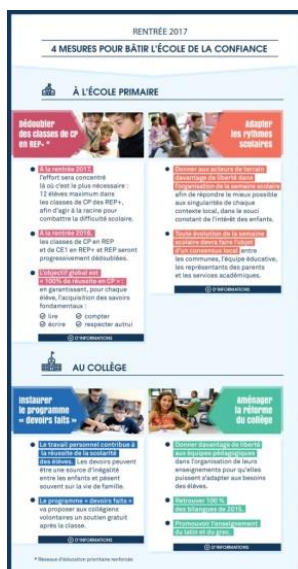 RENTRÉE 2017
4 MESURES POUR BÂTIR L'ÉCOLE DE LA CONFIANCE
À L'ÉCOLE PRIMAIRE
Dédoubler
des classes de CP
en REP+ *
À la rentrée 2017,
l'effort sera concentré
là où c'est le plus nécessaire :
12 élèves maximum dans
les classes de CP des REP+,
afin d'agir à la racine pour
combattre la difficulté scolaire.
À la rentrée 2018,
les classes de CP en REP
et de CE1 en REP+ et REP seront
progressivement dédoublées.
L'objectif global est
« 100% de réussite en CP » :
en garantissant, pour chaque
élève, l'acquisition des savoirs
fondamentaux :
lire compter
écrire respecter autrui
D'INFORMATIONS
Adapter
les rythmes
scolaires
Donner aux acteurs de terrain
davantage de liberté dans
l'organisation de la semaine scolaire
afin de répondre le mieux possible
aux singularités de chaque
contexte local, dans le souci
constant de l'intérêt des enfants.
Toute évolution de la semaine
scolaire devra faire l'objet
d'un consensus local entre
les communes, l'équipe éducative,
les représentants des parents
et les services académiques.
D'INFORMATIONS
AU COLLÈGE
Instaurer
le programme
« devoirs faits »
Le travail personnel contribue à
la réussite de la scolarité
des élèves. Les devoirs peuvent
être une source d'inégalité
entre les enfants et pèsent
souvent sur la vie de famille.
Le programme « devoirs faits »
va proposer aux collégiens
volontaires un soutien gratuit
après la classe.
D'INFORMATIONS
Aménager
la réforme
du collège
Donner davantage de liberté
aux équipes pédagogiques
dans l'organisation de leurs
enseignements pour qu'elles
puissent s'adapter aux besoins
des élèves.
Retrouver 100 %
des bilangues de 2015.
Promouvoir l'enseignement
du latin et du grec.
D'INFORMATIONS
* Réseaux d'éducation prioritaire renforcée